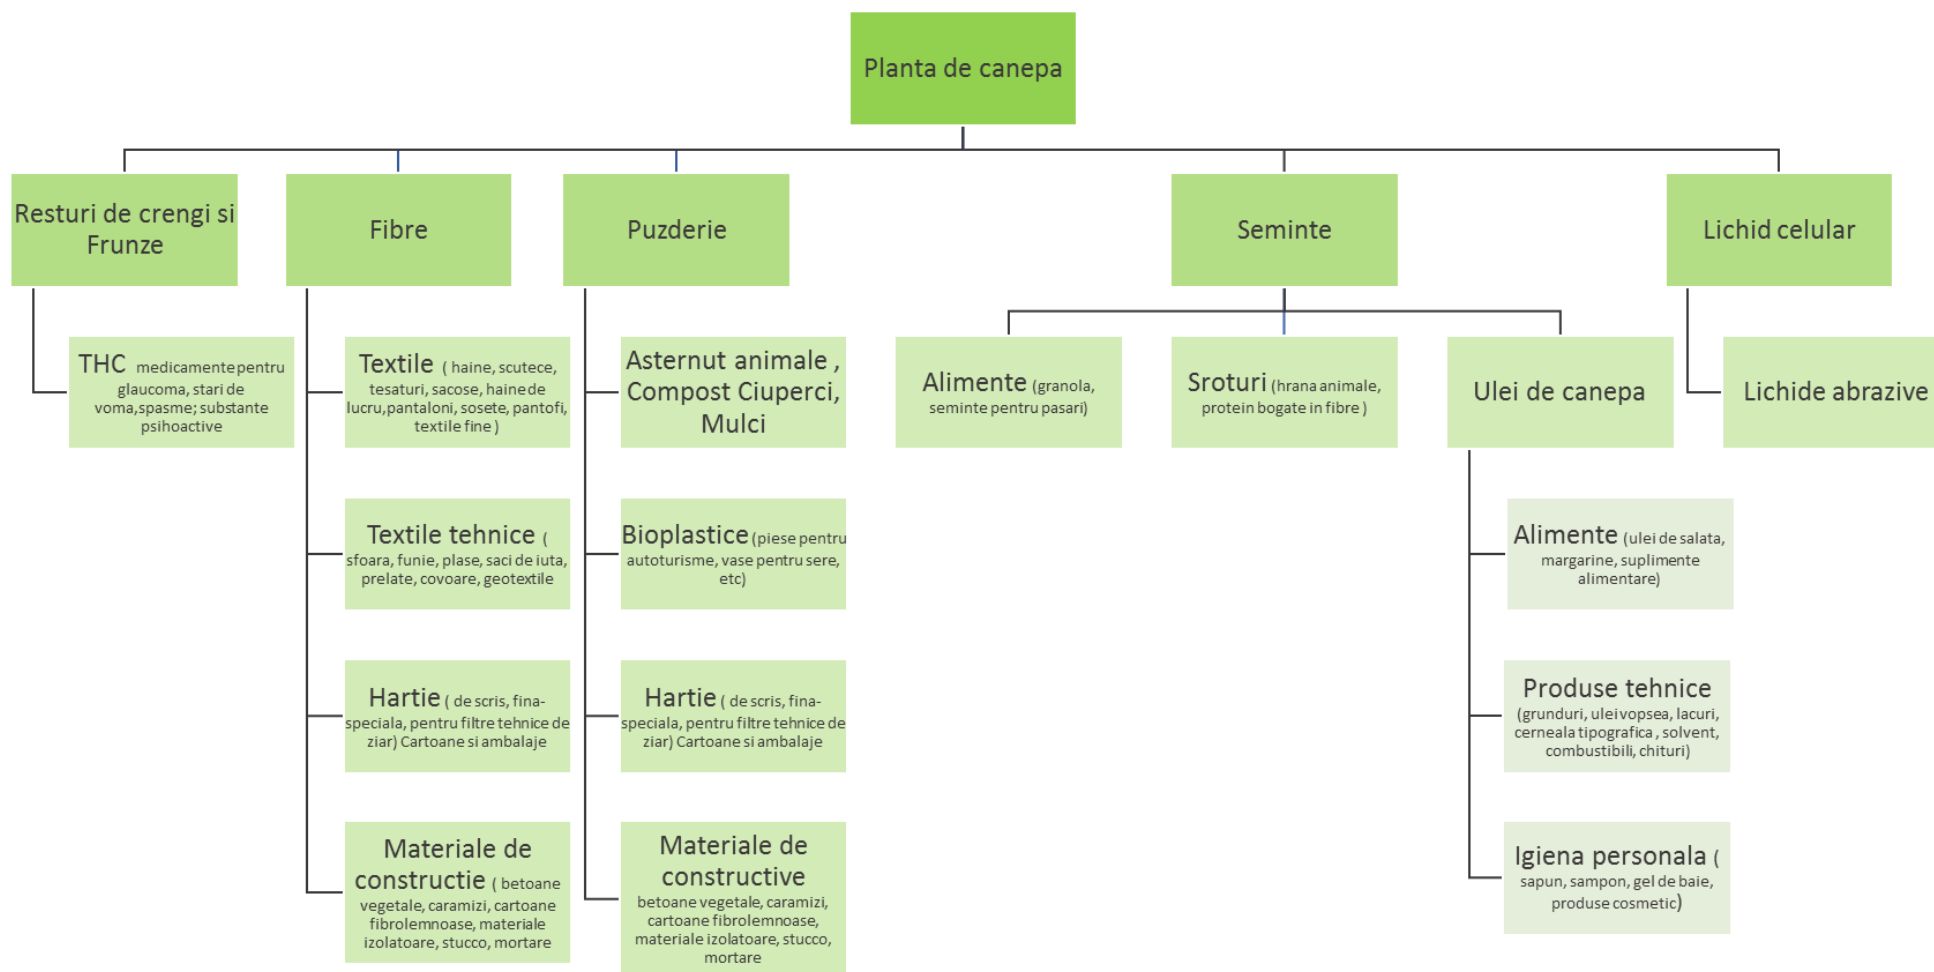 Planta de canepa
Resturi de crengi si
Frunze
Fibre
Puzderie
Seminte
Lichid celular
THC medicamente pentru
glaucoma, stari de
voma,spasme; substante
psihoactive
Textile ( haine, scutece,
tesaturi, sacose, haine de
lucru,pantaloni, sosete, pantofi,
textile fine )
Asternut animale ,
Compost Ciuperci,
Mulci
Alimente (granola,
seminte pentru pasari)
Sroturi (hrana animale,
protein bogate in fibre )
Ulei de canepa
Lichide abrazive
Textile tehnice (
sfoara, funie, plase, saci de iuta,
prelate, covoare, geotextile
Bioplastice (piese pentru
autoturisme, vase pentru sere,
etc)
Alimente (ulei de salata,
margarine, suplimente
alimentare)
Hartie ( de scris, fina-
speciala, pentru filtre tehnice de
ziar) Cartoane si ambalaje
Hartie ( de scris, fina-
speciala, pentru filtre tehnice de
ziar) Cartoane si ambalaje
Produse tehnice
(grunduri, ulei vopsea, lacuri,
cerneala tipografica , solvent,
combustibili, chituri)
Materiale de
constructie ( betoane
vegetale, caramizi, cartoane
fibrolemnoase, materiale
izolatoare, stucco, mortare
Materiale de
constructive
betoane vegetale, caramizi,
cartoane fibrolemnoase,
materiale izolatoare, stucco,
mortare
Igiena personala (
sapun, sampon, gel de baie,
produse cosmetic)